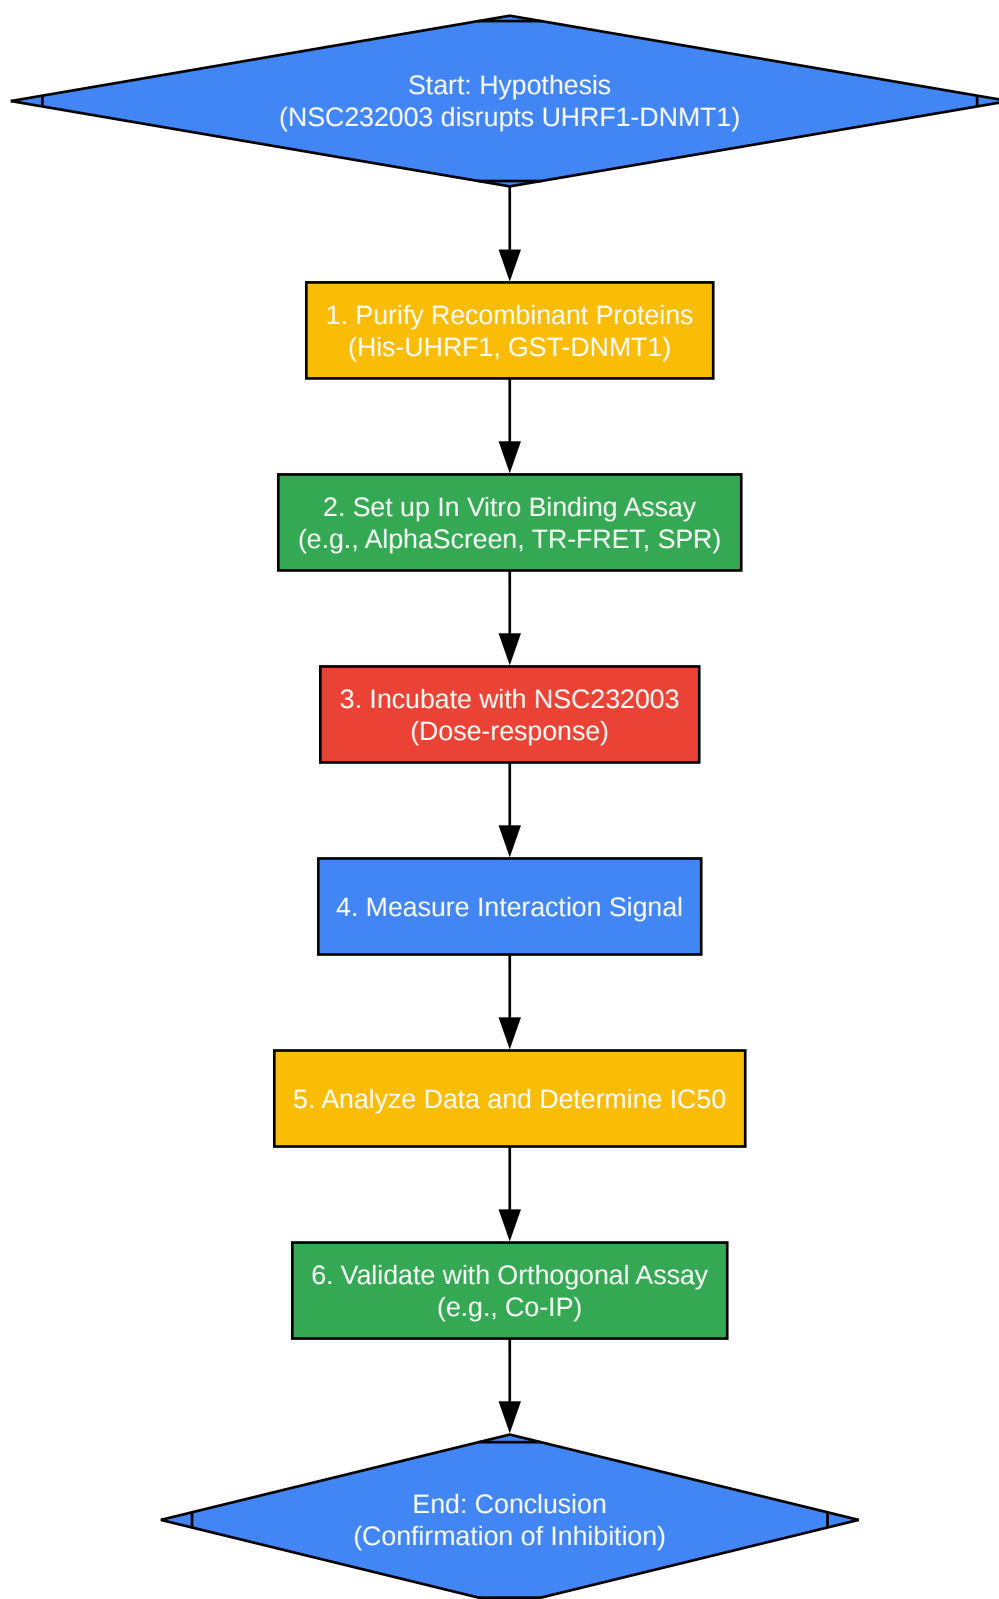 Start: Hypothesis
(NSC232003 disrupts UHRF1-DNMT1)
1. Purify Recombinant Proteins
(His-UHRF1, GST-DNMT1)
2. Set up In Vitro Binding Assay
(e.g., AlphaScreen, TR-FRET, SPR)
3. Incubate with NSC232003
(Dose-response)
4. Measure Interaction Signal
5. Analyze Data and Determine IC50
6. Validate with Orthogonal Assay
(e.g., Co-IP)
End: Conclusion
(Confirmation of Inhibition)